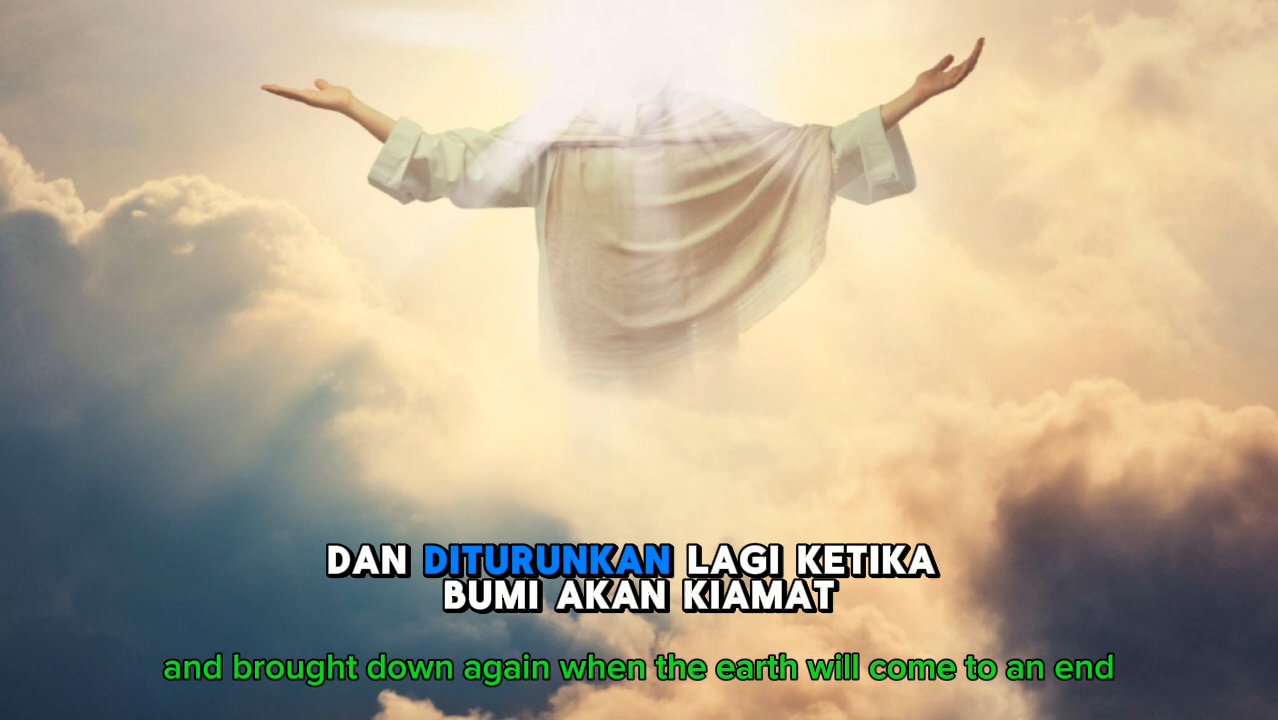 DAN DITURUNKAN LAGI KETIKA
BUMI AKAN KIAMAT
and brought down again when the earth will come to an end